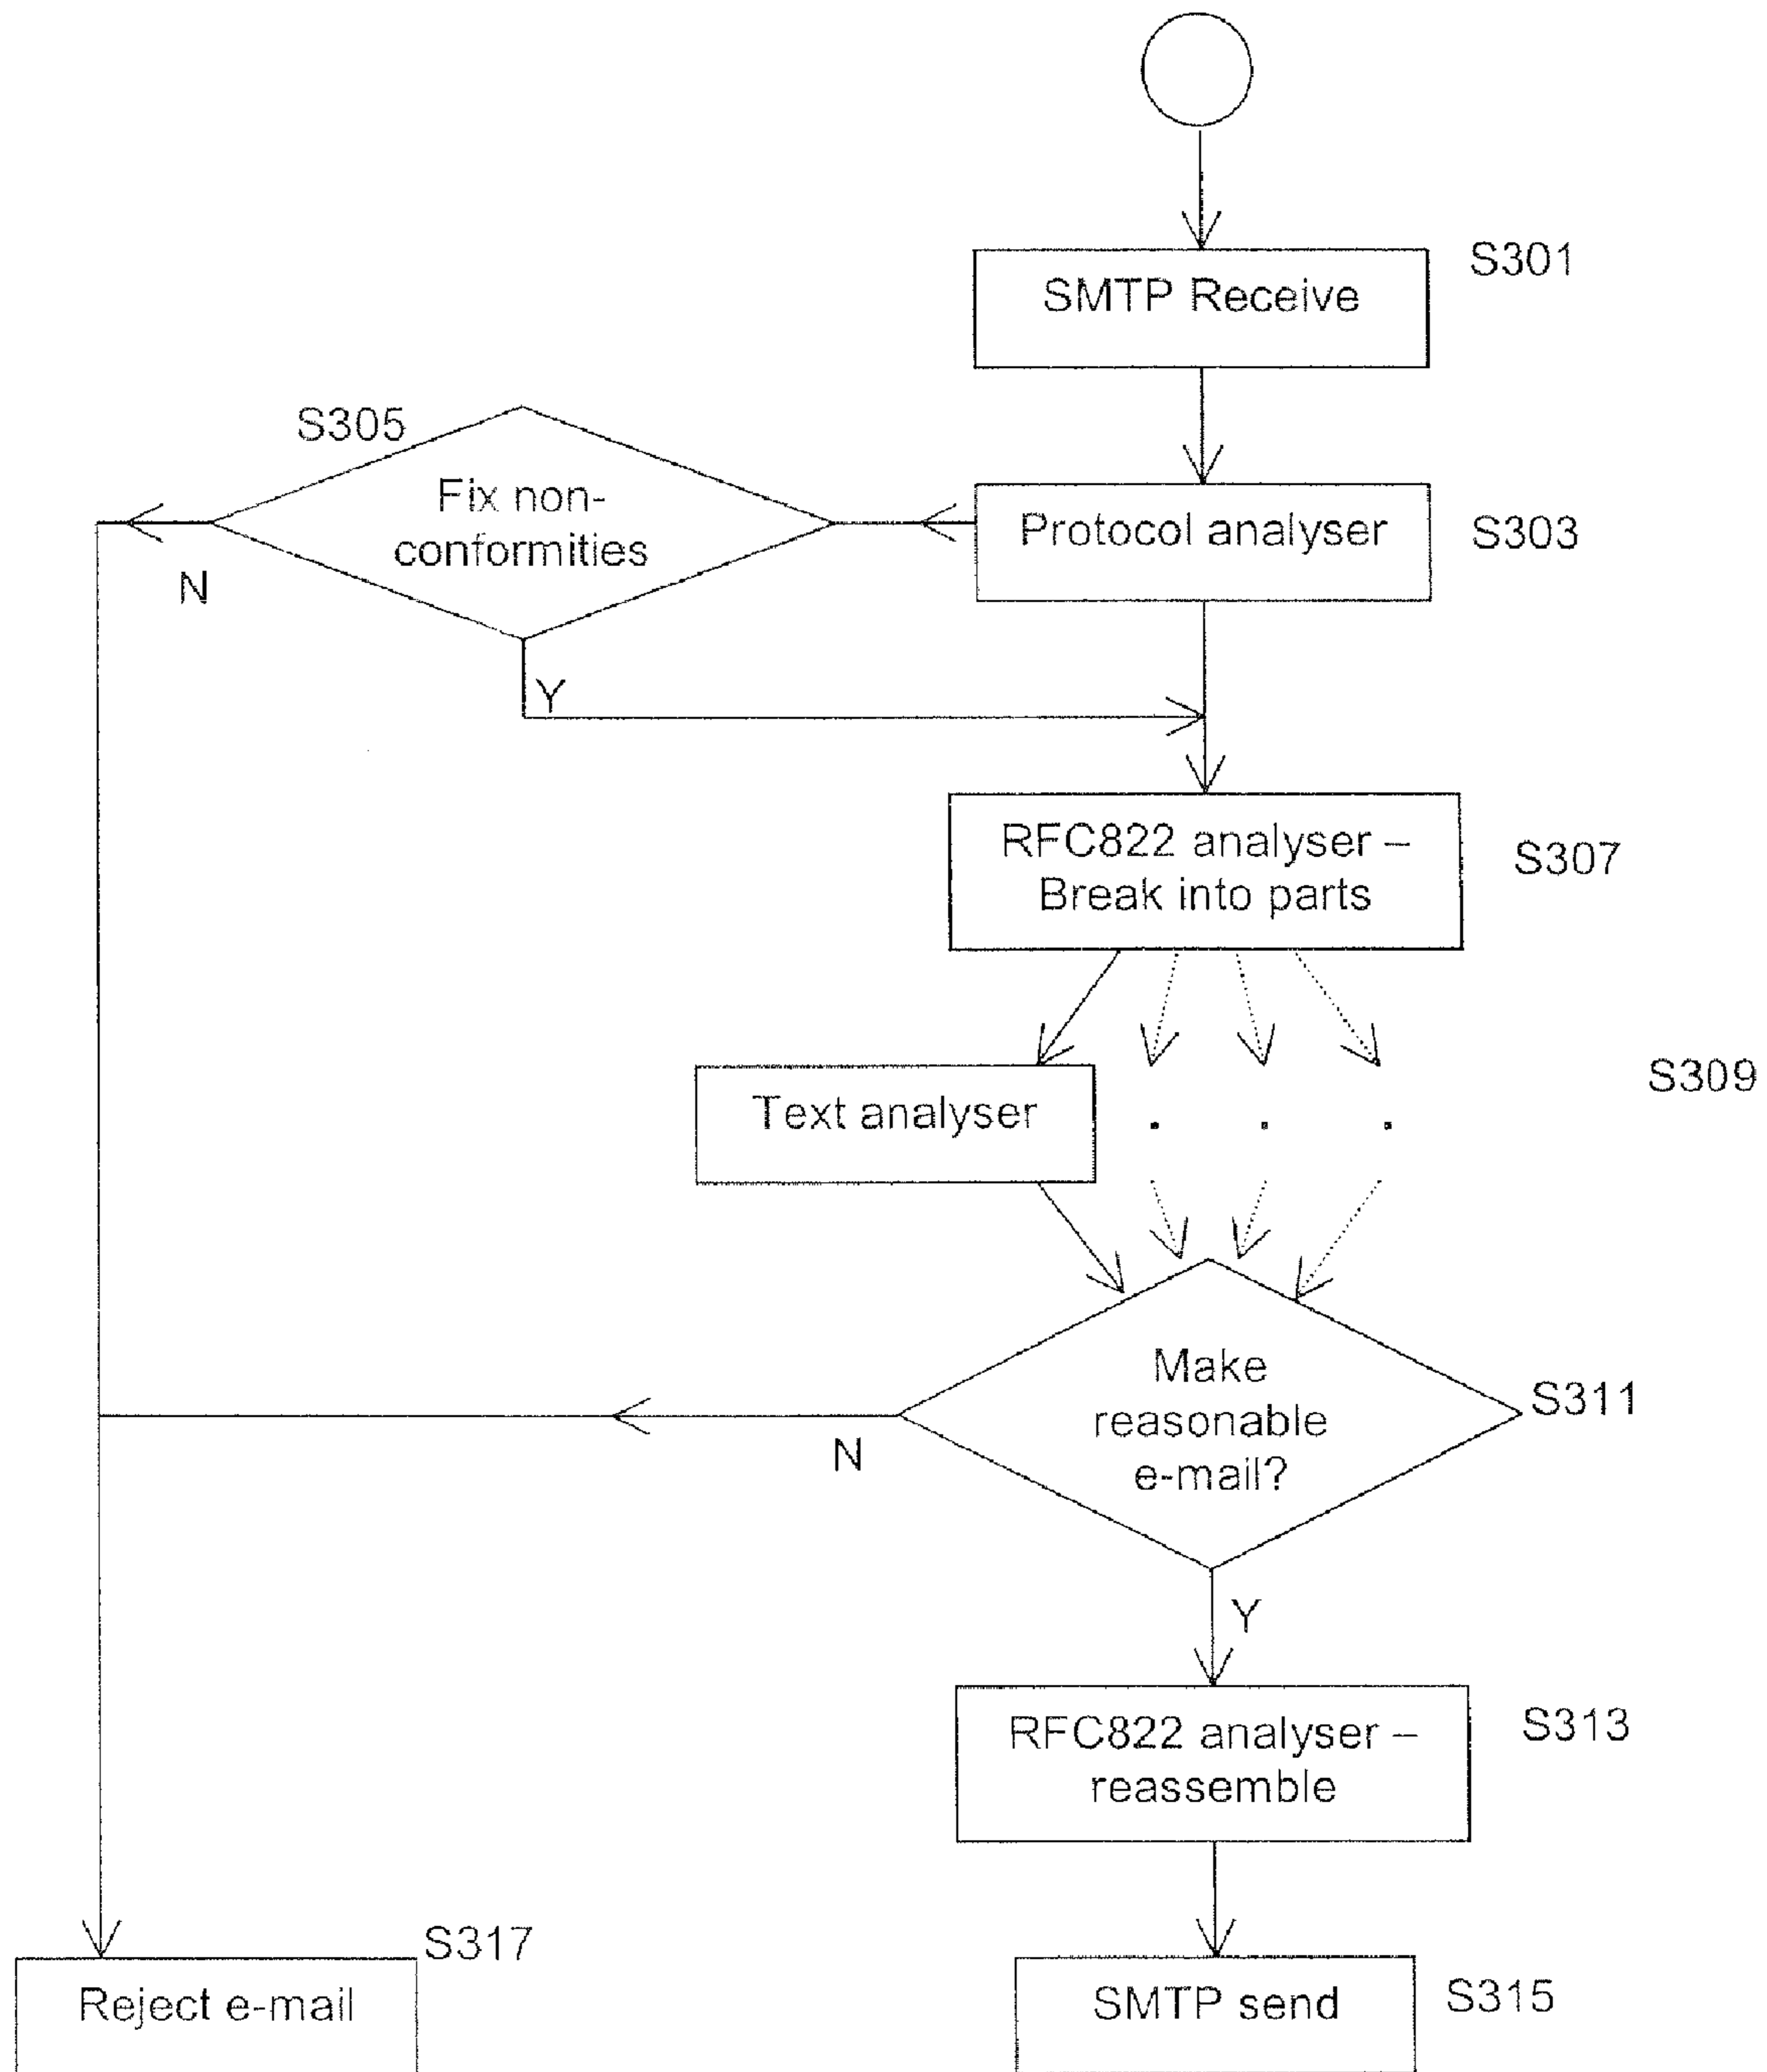 SMTP Receive
S301
S305
Fix non-
conformities
N
Y
Protocol analyser
S303
RFC822 analyser –
Break into parts
S307
Text analyser
. . .
S309
Make
reasonable
e-mail?
S311
N
Y
RFC822 analyser –
reassemble
S313
S317
Reject e-mail
SMTP send
S315